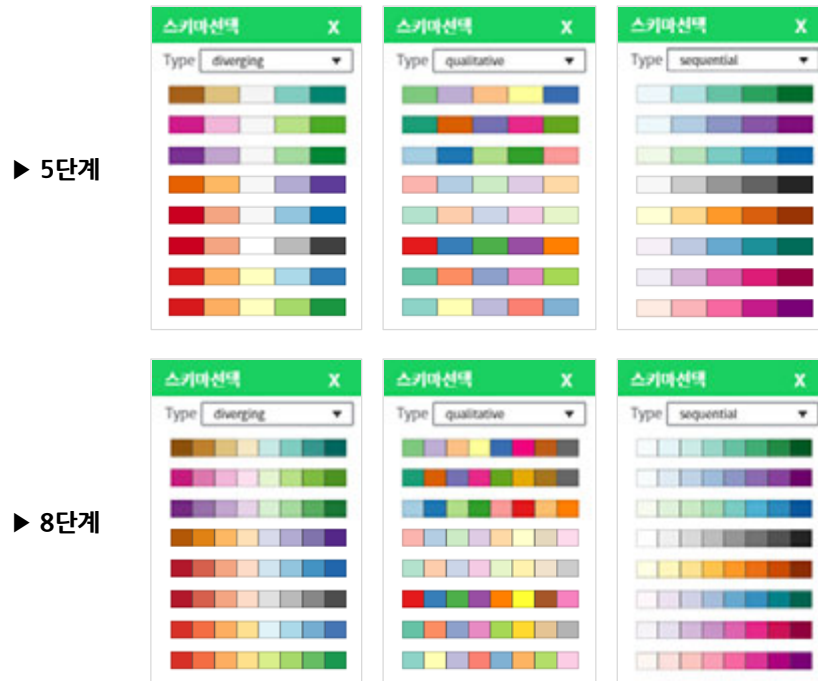 스키마선택 X
Type diverging ▼
스키마선택 X
Type qualitative ▼
스키마선택 X
Type sequential ▼
▶ 5단계
스키마선택 X
Type diverging ▼
스키마선택 X
Type qualitative ▼
스키마선택 X
Type sequential ▼
▶ 8단계